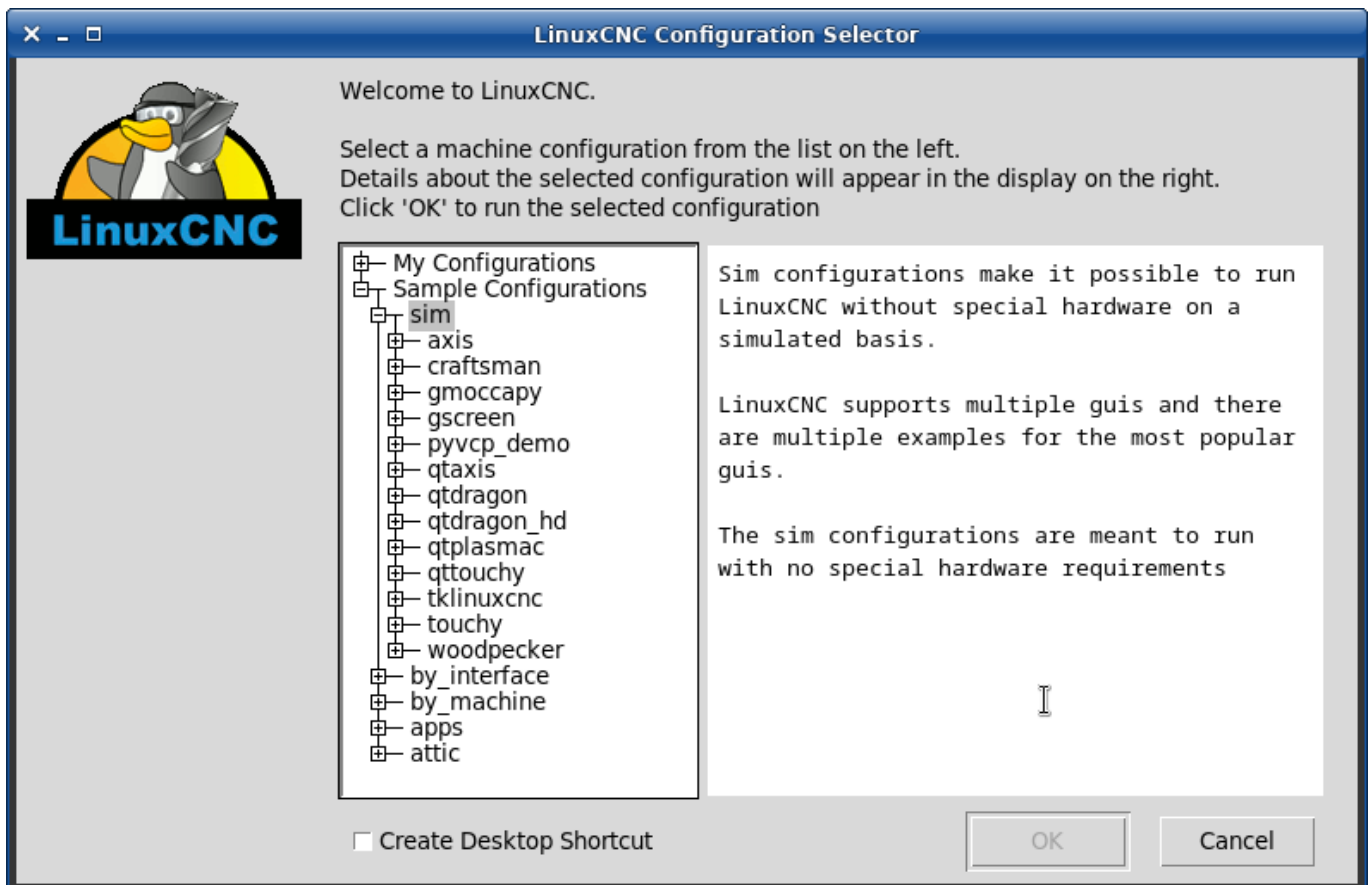 LinuxCNC Configuration Selector
LinuxCNC
Welcome to LinuxCNC.
Select a machine configuration from the list on the left.
Details about the selected configuration will appear in the display on the right.
Click 'OK' to run the selected configuration
My Configurations
Sample Configurations
sim
axis
craftsman
gmoccapy
gscreen
pyvcp_demo
qtaxis
qtdragon
qtdragon_hd
qtplasmac
qttouchy
tklinuxcnc
touchy
woodpecker
by_interface
by_machine
apps
attic
Sim configurations make it possible to run
LinuxCNC without special hardware on a
simulated basis.
LinuxCNC supports multiple guis and there
are multiple examples for the most popular
guis.
The sim configurations are meant to run
with no special hardware requirements
Create Desktop Shortcut
OK
Cancel